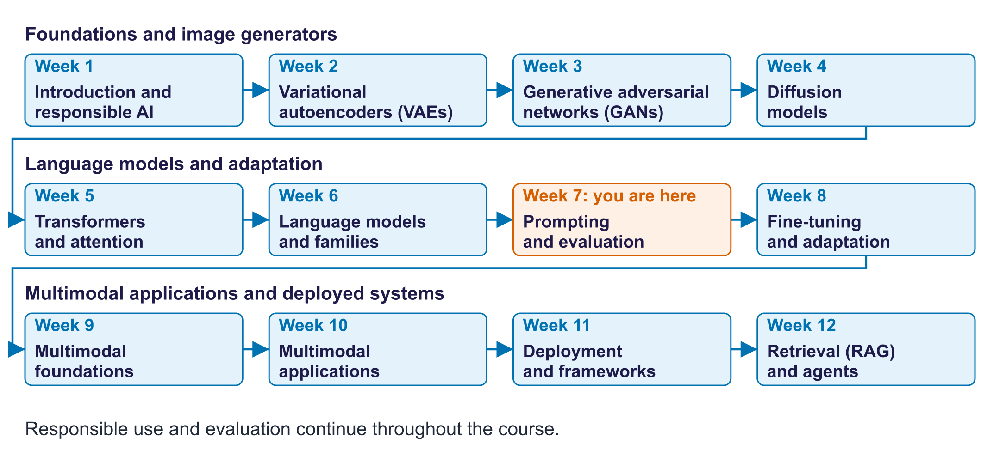 Foundations and image generators
Week 1
Introduction and
responsible AI
Week 2
Variational
autoencoders (VAEs)
Week 3
Generative adversarial
networks (GANs)
Week 4
Diffusion
models
Language models and adaptation
Week 5
Transformers
and attention
Week 6
Language models
and families
Week 7: you are here
Prompting
and evaluation
Week 8
Fine-tuning
and adaptation
Multimodal applications and deployed systems
Week 9
Multimodal
foundations
Week 10
Multimodal
applications
Week 11
Deployment
and frameworks
Week 12
Retrieval (RAG)
and agents
Responsible use and evaluation continue throughout the course.